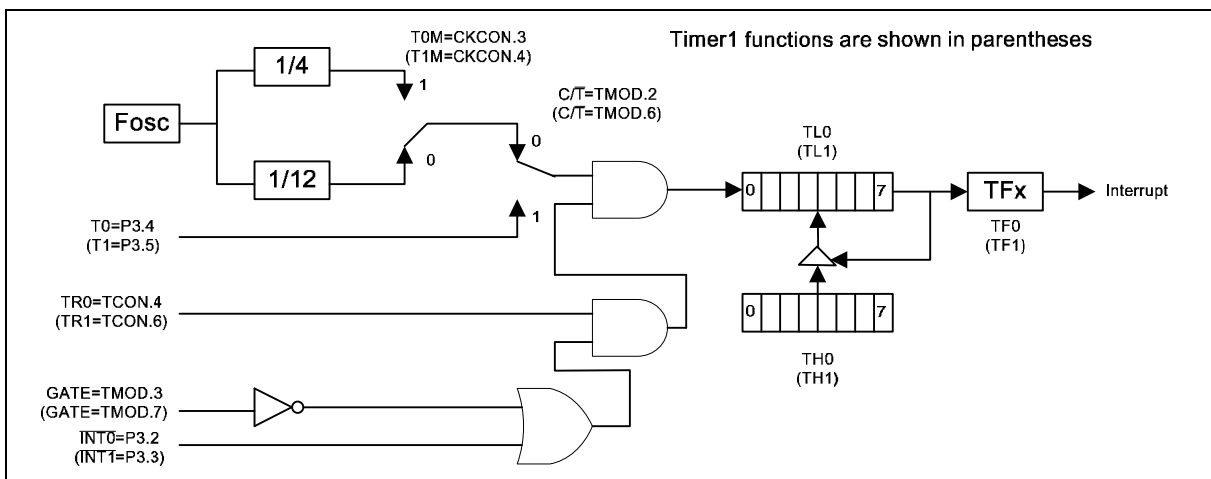 Timer1 functions are shown in parentheses
T0M=CKCON.3
(T1M=CKCON.4)
1/4
1
Fosc
C/T̅=TMOD.2
(C/T̅=TMOD.6)
0
0
1/12
TL0
(TL1)
0 7
TFx
Interrupt
TF0
(TF1)
1
T0=P3.4
(T1=P3.5)
TR0=TCON.4
(TR1=TCON.6)
0 7
TH0
(TH1)
GATE=TMOD.3
(GATE=TMOD.7)
I̅N̅T̅0̅=P3.2
(I̅N̅T̅1̅=P3.3)